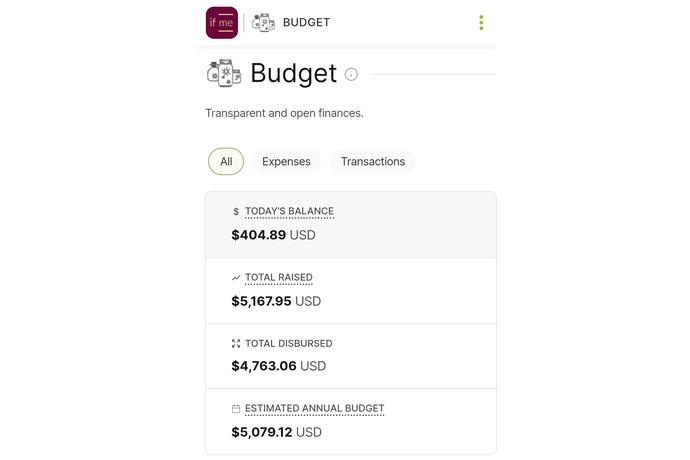 if me
BUDGET
Budget
Transparent and open finances.
All
Expenses
Transactions
$ TODAY'S BALANCE
$404.89 USD
TOTAL RAISED
$5,167.95 USD
TOTAL DISBURSED
$4,763.06 USD
ESTIMATED ANNUAL BUDGET
$5,079.12 USD